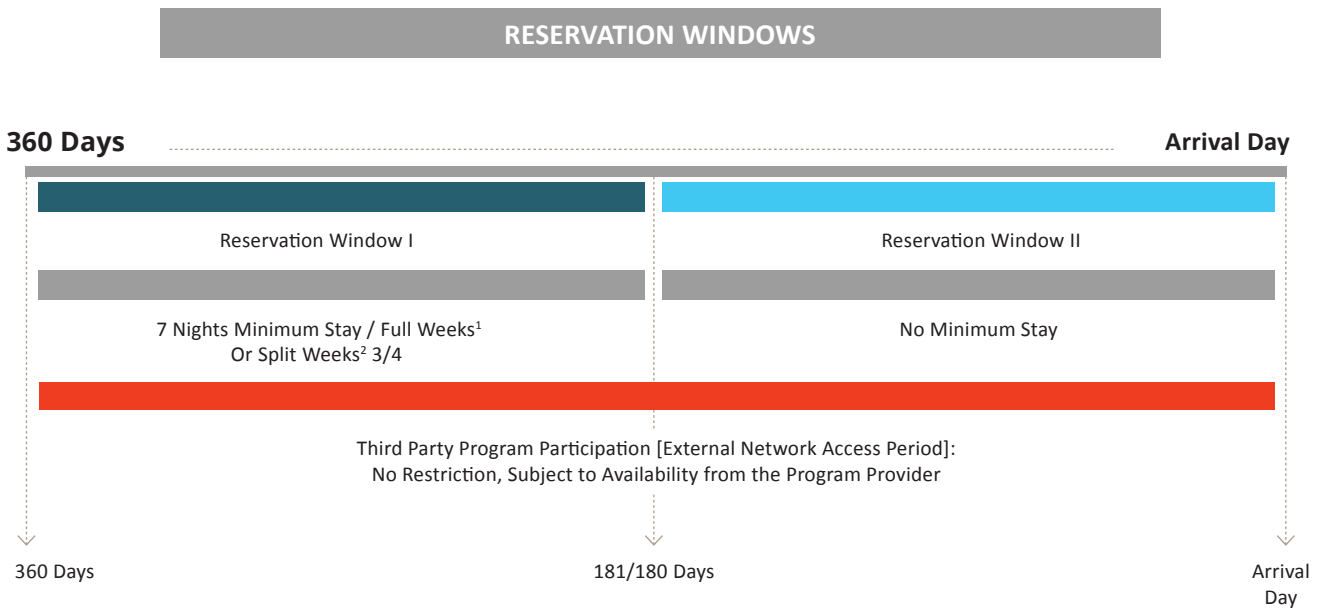 RESERVATION WINDOWS
360 Days
Arrival Day
Reservation Window I
Reservation Window II
7 Nights Minimum Stay / Full Weeks¹
Or Split Weeks² 3/4
No Minimum Stay
Third Party Program Participation [External Network Access Period]:
No Restriction, Subject to Availability from the Program Provider
360 Days
181/180 Days
Arrival
Day